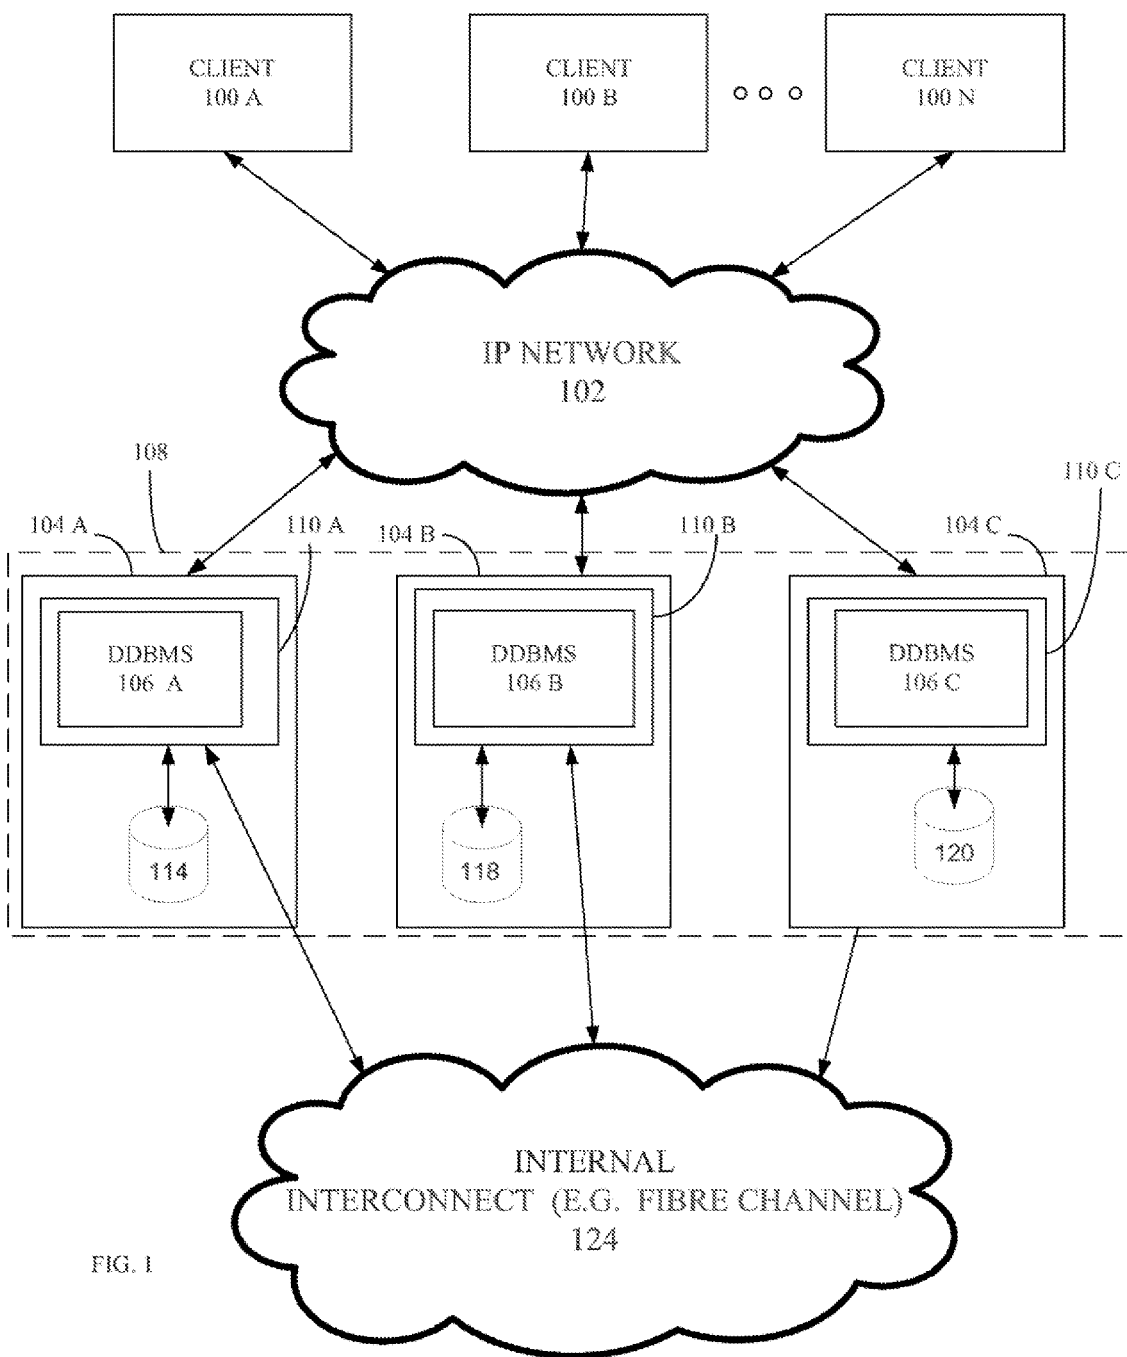 CLIENT
100 A
CLIENT
100 B
CLIENT
100 N
IP NETWORK
102
108
110 C
104 A
110 A
104 B
110 B
104 C
DDBMS
106 A
DDBMS
106 B
DDBMS
106 C
114
118
120
INTERNAL
INTERCONNECT (E.G. FIBRE CHANNEL)
124
FIG. 1